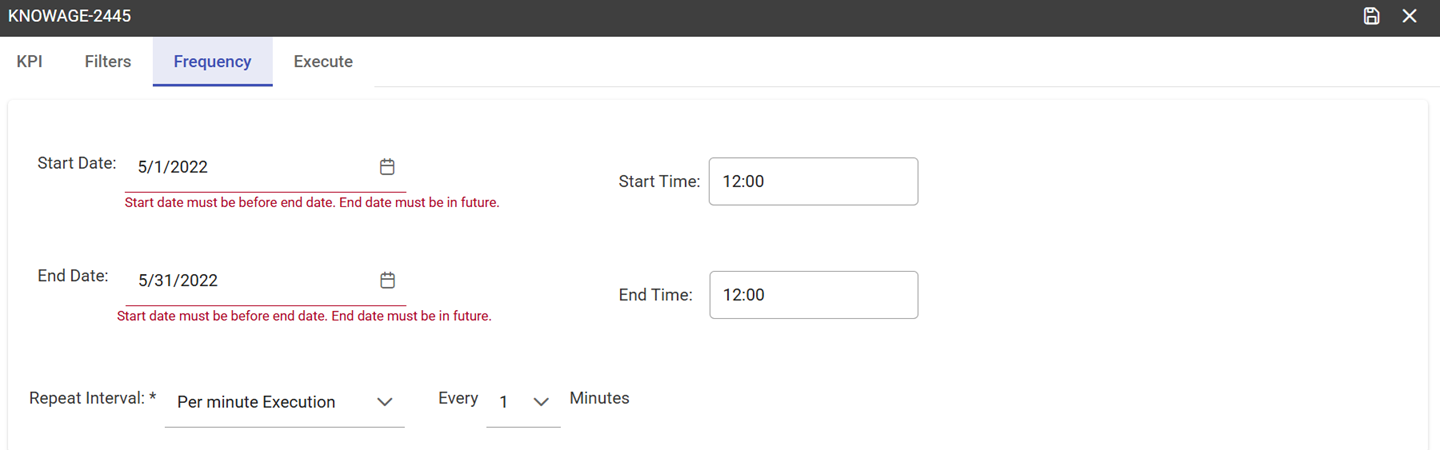 KNOWAGE-2445
KPI Filters Frequency Execute
Start Date: 5/1/2022 Start Time: 12:00
Start date must be before end date. End date must be in future.
End Date: 5/31/2022 End Time: 12:00
Start date must be before end date. End date must be in future.
Repeat Interval: * Per minute Execution Every 1 Minutes